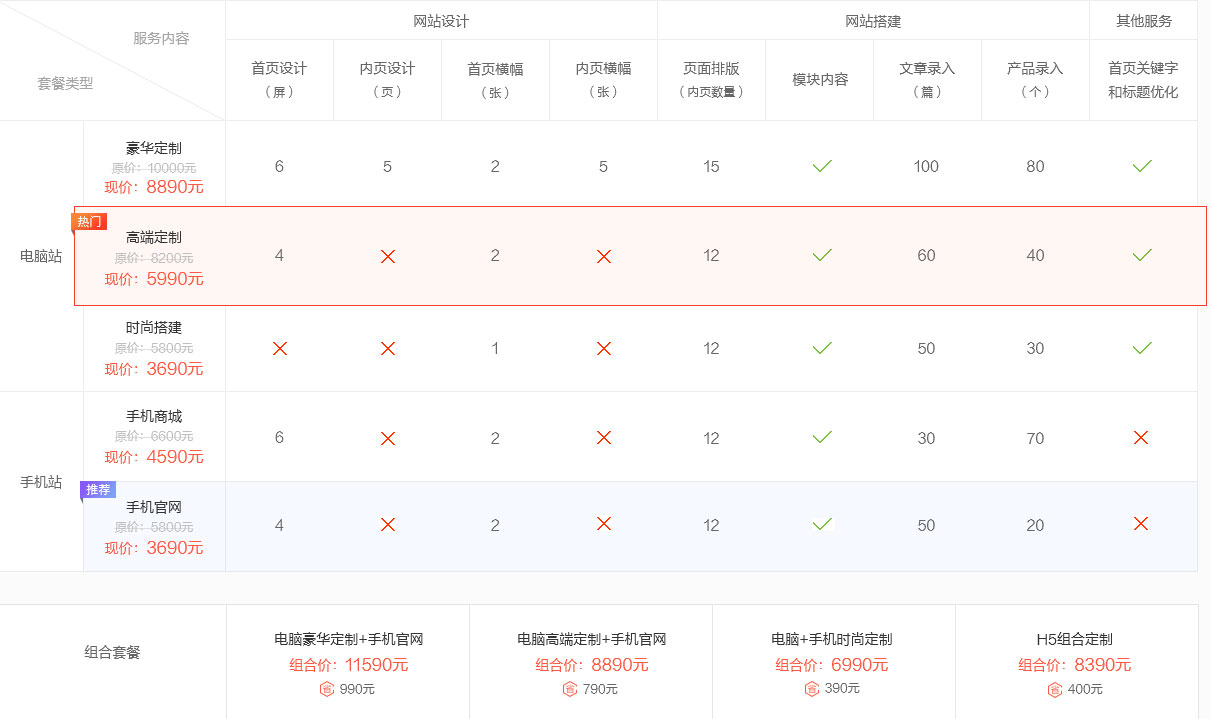 网站设计 网站搭建 其他服务
服务内容
套餐类型
首页设计 内页设计 首页横幅 内页横幅 页面排版 模块内容 文章录入 产品录入 首页关键字
（屏） （页） （张） （张） （内页数量） （篇） （个） 和标题优化
电脑站
豪华定制
原价：10000元
现价：8890元
6 5 2 5 15 100 80
热门
高端定制
原价：8200元
现价：5990元
4 2 12 60 40
时尚搭建
原价：5800元
现价：3690元
1 12 50 30
手机站
手机商城
原价：6600元
现价：4590元
6 2 12 30 70
推荐
手机官网
原价：5800元
现价：3690元
4 2 12 50 20
组合套餐
电脑豪华定制+手机官网 电脑高端定制+手机官网 电脑+手机时尚定制 H5组合定制
组合价：11590元 组合价：8890元 组合价：6990元 组合价：8390元
省 990元 省 790元 省 390元 省 400元